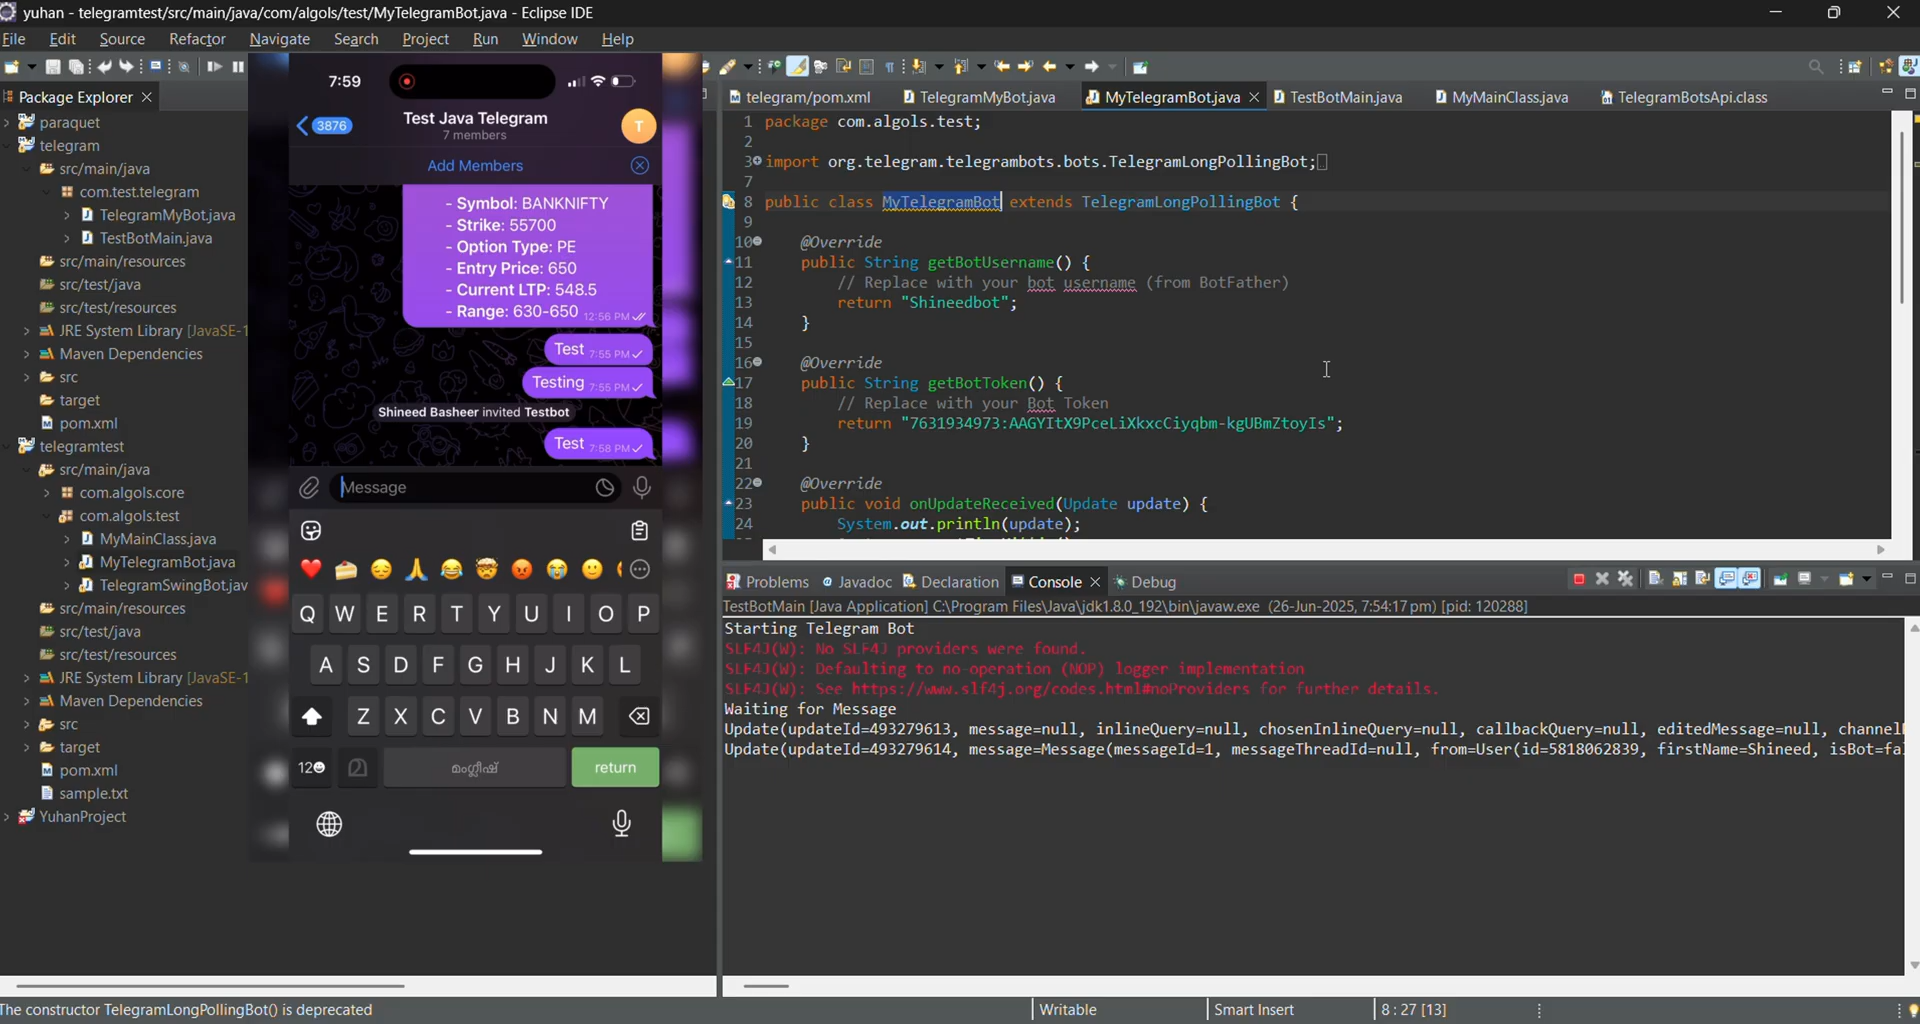 yuhan - telegramtest/src/main/java/com/algols/test/MyTelegramBot.java - Eclipse IDE
File Edit Source Refactor Navigate Search Project Run Window Help
Package Explorer
paraquet
telegram
src/main/java
com.test.telegram
TelegramMyBot.java
TestBotMain.java
src/main/resources
src/test/java
src/test/resources
JRE System Library [JavaSE-1
Maven Dependencies
src
target
pom.xml
telegramtest
src/main/java
com.algols.core
com.algols.test
MyMainClass.java
MyTelegramBot.java
TelegramSwingBot.jav
src/main/resources
src/test/java
src/test/resources
JRE System Library [JavaSE-1
Maven Dependencies
src
target
pom.xml
sample.txt
YuhanProject
7:59
3876
Test Java Telegram
7 members
T
Add Members
- Symbol: BANKNIFTY
- Strike: 55700
- Option Type: PE
- Entry Price: 650
- Current LTP: 548.5
- Range: 630-650 12:56 PM
Test 7:55 PM
Testing 7:55 PM
Shineed Basheer invited Testbot
Test 7:58 PM
Message
Q W E R T Y U I O P
A S D F G H J K L
Z X C V B N M
12 മംഗ്ലീഷ് return
telegram/pom.xml TelegramMyBot.java MyTelegramBot.java TestBotMain.java MyMainClass.java TelegramBotsApi.class
1 package com.algols.test;
2
3 import org.telegram.telegrambots.bots.TelegramLongPollingBot;
7
8 public class MyTelegramBot extends TelegramLongPollingBot {
9
10 @Override
11 public String getBotUsername() {
12 // Replace with your bot username (from BotFather)
13 return "Shineedbot";
14 }
15
16 @Override
17 public String getBotToken() {
18 // Replace with your Bot Token
19 return "7631934973:AAGYItX9PceLiXkxcCiyqbm-kgUBmZtoyIs";
20 }
21
22 @Override
23 public void onUpdateReceived(Update update) {
24 System.out.println(update);
Problems Javadoc Declaration Console Debug
TestBotMain [Java Application] C:\Program Files\Java\jdk1.8.0_192\bin\javaw.exe (26-Jun-2025, 7:54:17 pm) [pid: 120288]
Starting Telegram Bot
SLF4J(W): No SLF4J providers were found.
SLF4J(W): Defaulting to no-operation (NOP) logger implementation
SLF4J(W): See https://www.slf4j.org/codes.html#noProviders for further details.
Waiting for Message
Update(updateId=493279613, message=null, inlineQuery=null, chosenInlineQuery=null, callbackQuery=null, editedMessage=null, channel
Update(updateId=493279614, message=Message(messageId=1, messageThreadId=null, from=User(id=5818062839, firstName=Shineed, isBot=fal
The constructor TelegramLongPollingBot() is deprecated
Writable
Smart Insert
8 : 27 [13]